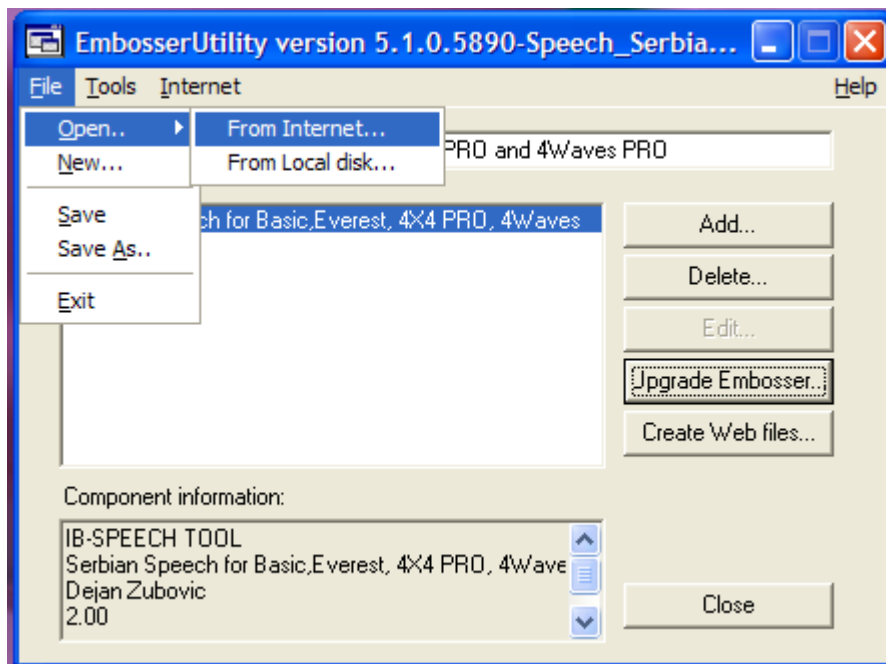 EmbosserUtility version 5.1.0.5890-Speech_Serbia...
File Tools Internet Help
Open.. From Internet...
New... From Local disk...
PRO and 4Waves PRO
Save
Save As..
Exit
ch for Basic,Everest, 4X4 PRO, 4Waves
Add...
Delete...
Edit...
Upgrade Embosser..
Create Web files...
Component information:
IB-SPEECH TOOL
Serbian Speech for Basic,Everest, 4X4 PRO, 4Wave
Dejan Zubovic
2.00
Close